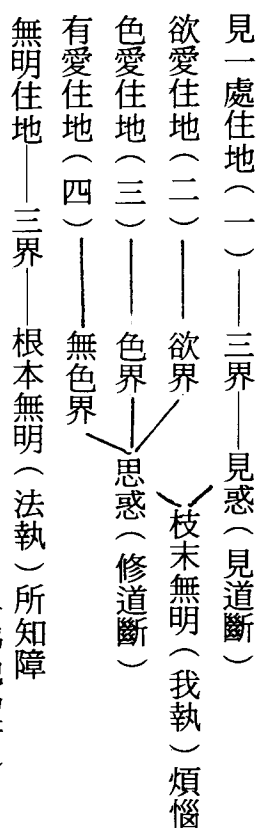 見一處住地（一）——三界——見惑（見道斷）
欲愛住地（二）——欲界
色愛住地（三）——色界
有愛住地（四）——無色界
思惑（修道斷）
枝末無明（我執）煩惱
無明住地——三界——根本無明（法執）所知障